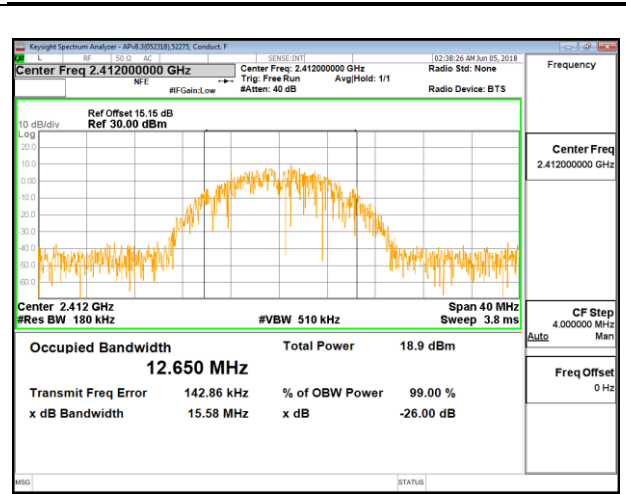 Keysight Spectrum Analyzer - APv8.3(052318),52275, Conduct. F
L RF 50 Ω AC SENSE:INT 02:38:26 AM Jun 05, 2018
Center Freq 2.412000000 GHz
NFE
#IFGain:Low
Center Freq: 2.412000000 GHz
Trig: Free Run Avg|Hold: 1/1
#Atten: 40 dB
Radio Std: None
Radio Device: BTS
Frequency
Ref Offset 15.15 dB
10 dB/div Ref 30.00 dBm
Log
20.0
10.0
0.00
-10.0
-20.0
-30.0
-40.0
-50.0
-60.0
Center 2.412 GHz Span 40 MHz
#Res BW 180 kHz #VBW 510 kHz Sweep 3.8 ms
Center Freq
2.412000000 GHz
CF Step
4.000000 MHz
Auto Man
Freq Offset
0 Hz
Occupied Bandwidth Total Power 18.9 dBm
12.650 MHz
Transmit Freq Error 142.86 kHz % of OBW Power 99.00 %
x dB Bandwidth 15.58 MHz x dB -26.00 dB
MSG STATUS